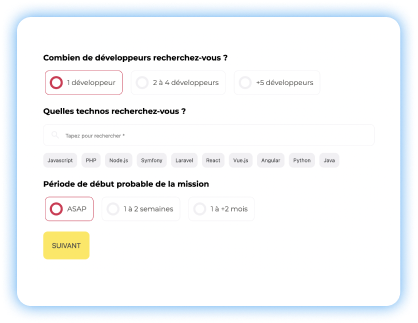 Combien de développeurs recherchez-vous ?
1 développeur 2 à 4 développeurs +5 développeurs
Quelles technos recherchez-vous ?
Tapez pour rechercher *
Javascript PHP Node.js Symfony Laravel React Vue.js Angular Python Java
Période de début probable de la mission
ASAP 1 à 2 semaines 1 à +2 mois
SUIVANT